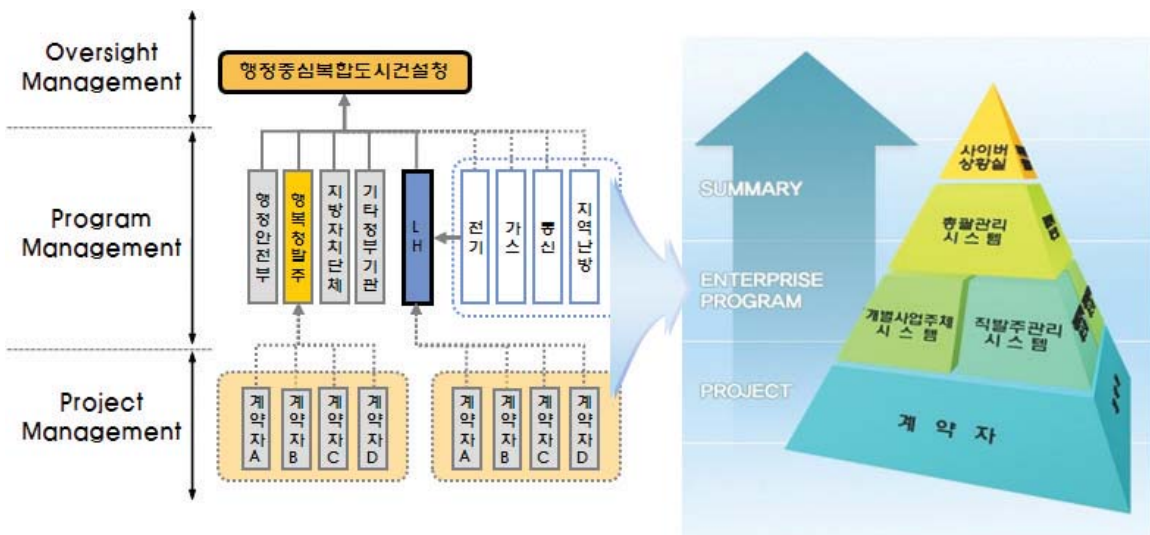 Oversight
Management
행정중심복합도시건설청
Program
Management
행정안전부
행복청발주
지방자치단체
기타정부기관
LH
전기
가스
통신
지역난방
Project
Management
계약자A
계약자B
계약자C
계약자D
계약자A
계약자B
계약자C
계약자D
SUMMARY
ENTERPRISE
PROGRAM
PROJECT
사이버
상황실
총괄관리
시스템
개별사업주체
시스템
직발주관리
시스템
계약자